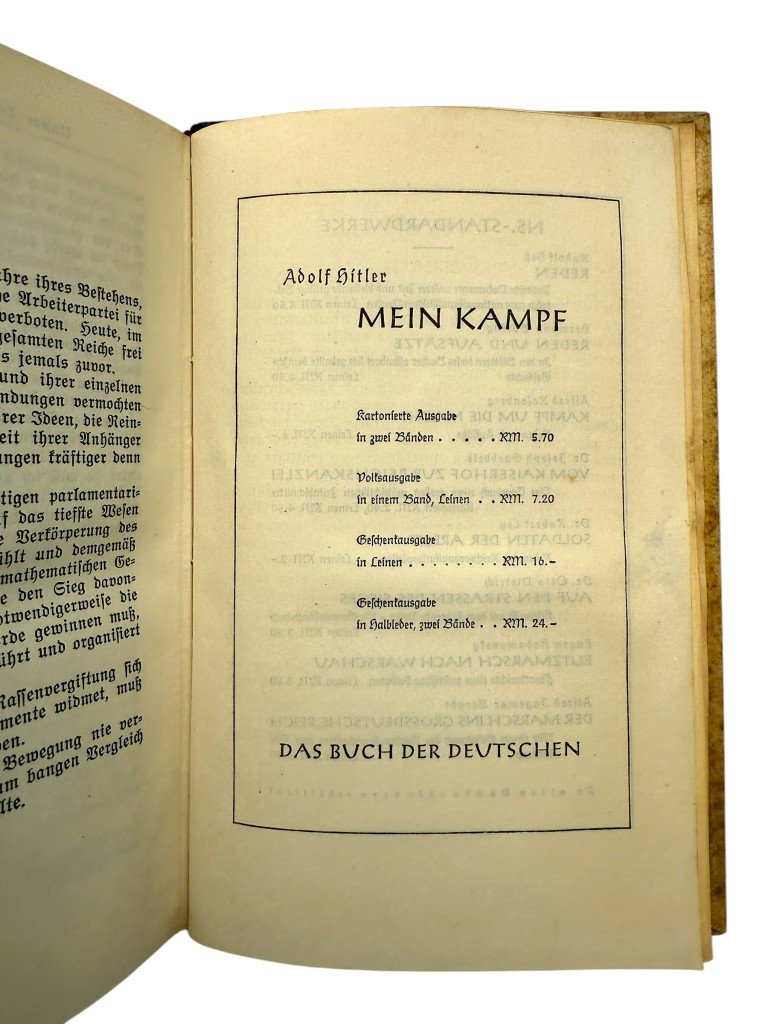 hre ihres Bestehens,
e Arbeiterpartei für
verboten. Heute, im
gesamten Reiche frei
s jemals zuvor.
und ihrer einzelnen
ndungen vermochten
rer Ideen, die Rein-
eit ihrer Anhänger
ungen kräftiger denn
tigen parlamentari-
f das tiefste Wesen
e Verkörperung des
ählt und demgemäß
mathematischen Ge-
e den Sieg davon-
otwendigerweise die
rde gewinnen muß,
ührt und organisiert
Rassenvergiftung sich
mente widmet, muß
en.
Bewegung nie ver-
um bangen Vergleich
lte.
Adolf Hitler
MEIN KAMPF
Kartonierte Ausgabe
in zwei Bänden . . . . . RM. 5.70
Volksausgabe
in einem Band, Leinen . . RM. 7.20
Geschenkausgabe
in Leinen . . . . . . . . RM. 16.-
Geschenkausgabe
in Halbleder, zwei Bände . . RM. 24.-
DAS BUCH DER DEUTSCHEN